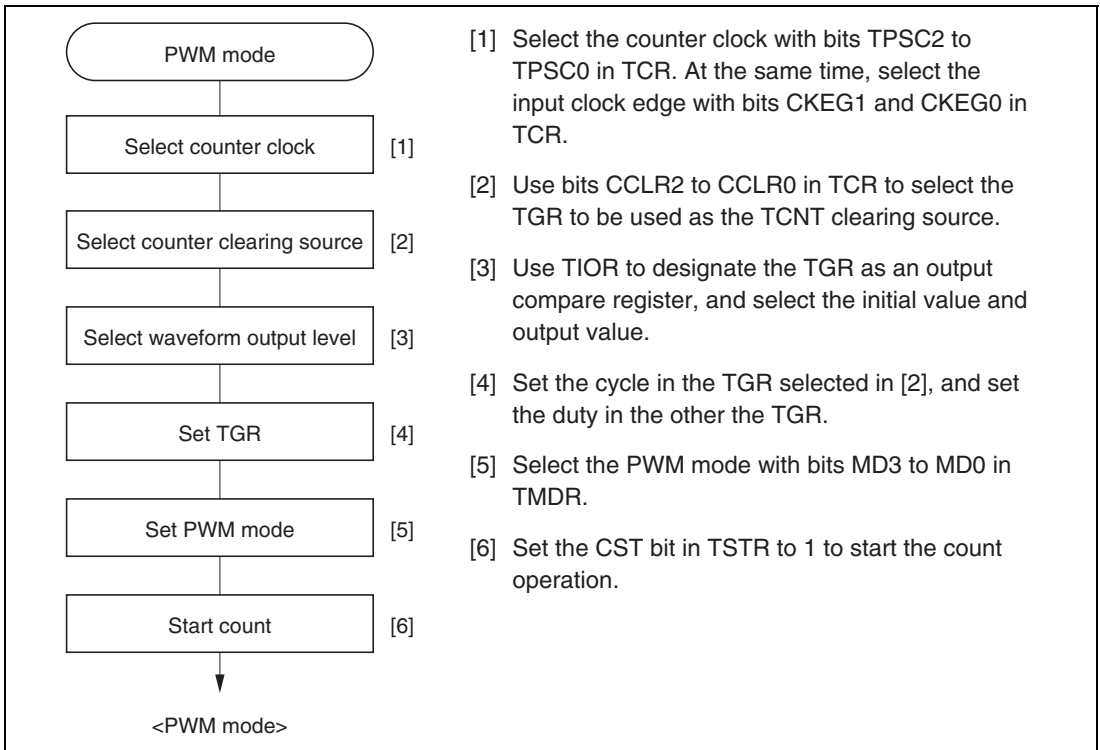 PWM mode
Select counter clock [1]
Select counter clearing source [2]
Select waveform output level [3]
Set TGR [4]
Set PWM mode [5]
Start count [6]
<PWM mode>
[1] Select the counter clock with bits TPSC2 to
TPSC0 in TCR. At the same time, select the
input clock edge with bits CKEG1 and CKEG0 in
TCR.
[2] Use bits CCLR2 to CCLR0 in TCR to select the
TGR to be used as the TCNT clearing source.
[3] Use TIOR to designate the TGR as an output
compare register, and select the initial value and
output value.
[4] Set the cycle in the TGR selected in [2], and set
the duty in the other the TGR.
[5] Select the PWM mode with bits MD3 to MD0 in
TMDR.
[6] Set the CST bit in TSTR to 1 to start the count
operation.